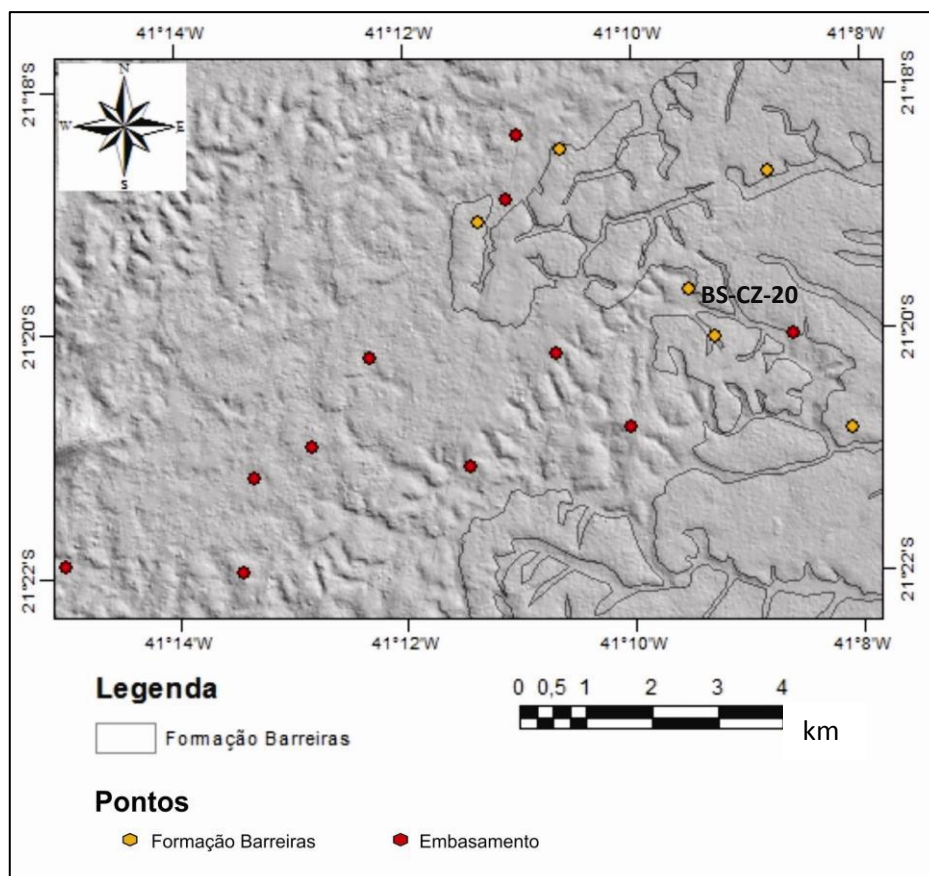 41°14'W 41°12'W 41°10'W 41°8'W
N
W E
S
21°18'S 21°18'S
BS-CZ-20
21°20'S 21°20'S
21°22'S 21°22'S
41°14'W 41°12'W 41°10'W 41°8'W
Legenda
Formação Barreiras
0 0,5 1 2 3 4
km
Pontos
Formação Barreiras Embasamento